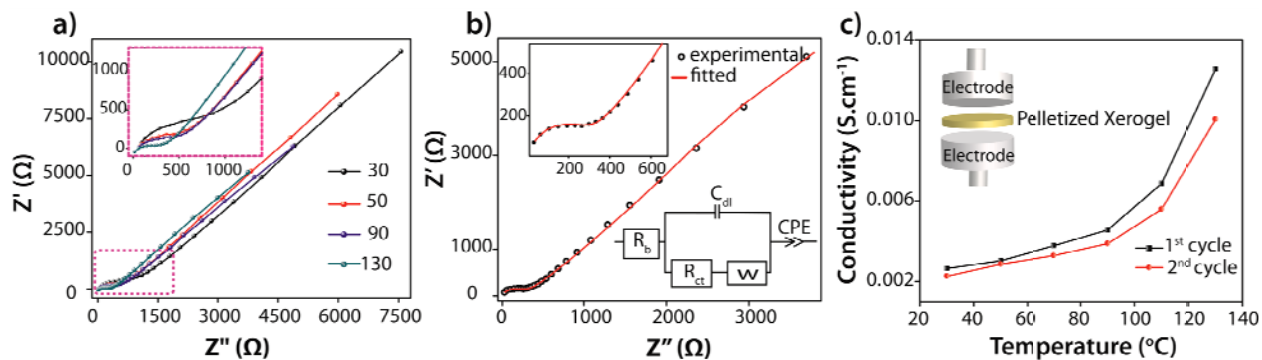 a)
Z' (Ω)
10000
7500
5000
2500
0
1000
500
0
0 500 1000
30
50
90
130
0 1500 3000 4500 6000 7500
Z" (Ω)
b)
Z' (Ω)
5000
3000
1000
0
400
200
0 200 400 600
experimental
fitted
Cdl
CPE
Rb
Rct
W
0 1000 2000 3000
Z" (Ω)
c)
Conductivity (S.cm⁻¹)
0.014
0.010
0.006
0.002
Electrode
Pelletized Xerogel
Electrode
1st cycle
2nd cycle
20 40 60 80 100 120 140
Temperature (°C)